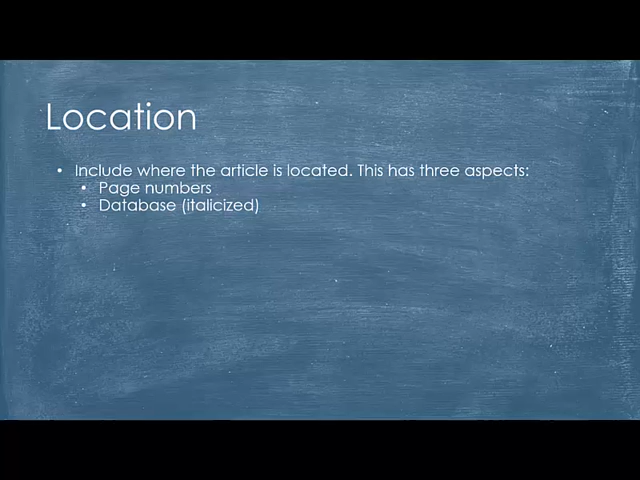 Location
• Include where the article is located. This has three aspects:
• Page numbers
• Database (italicized)